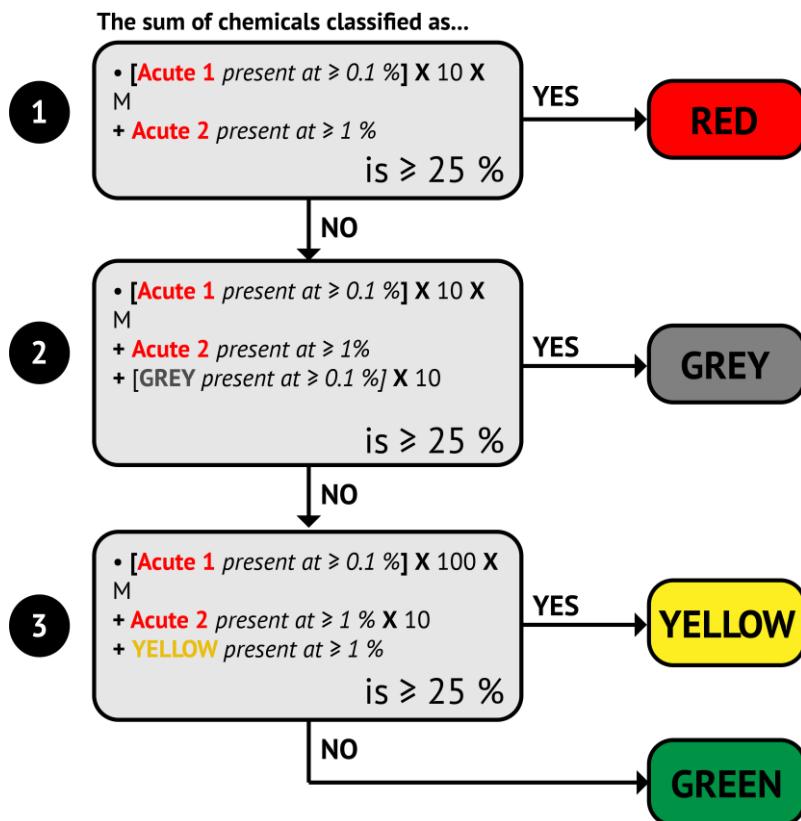 The sum of chemicals classified as...
1
• [Acute 1 present at ⩾ 0.1 %] X 10 X
M
+ Acute 2 present at ⩾ 1 %
is ⩾ 25 %
YES
RED
NO
2
• [Acute 1 present at ⩾ 0.1 %] X 10 X
M
+ Acute 2 present at ⩾ 1%
+ [GREY present at ⩾ 0.1 %] X 10
is ⩾ 25 %
YES
GREY
NO
3
• [Acute 1 present at ⩾ 0.1 %] X 100 X
M
+ Acute 2 present at ⩾ 1 % X 10
+ YELLOW present at ⩾ 1 %
is ⩾ 25 %
YES
YELLOW
NO
GREEN